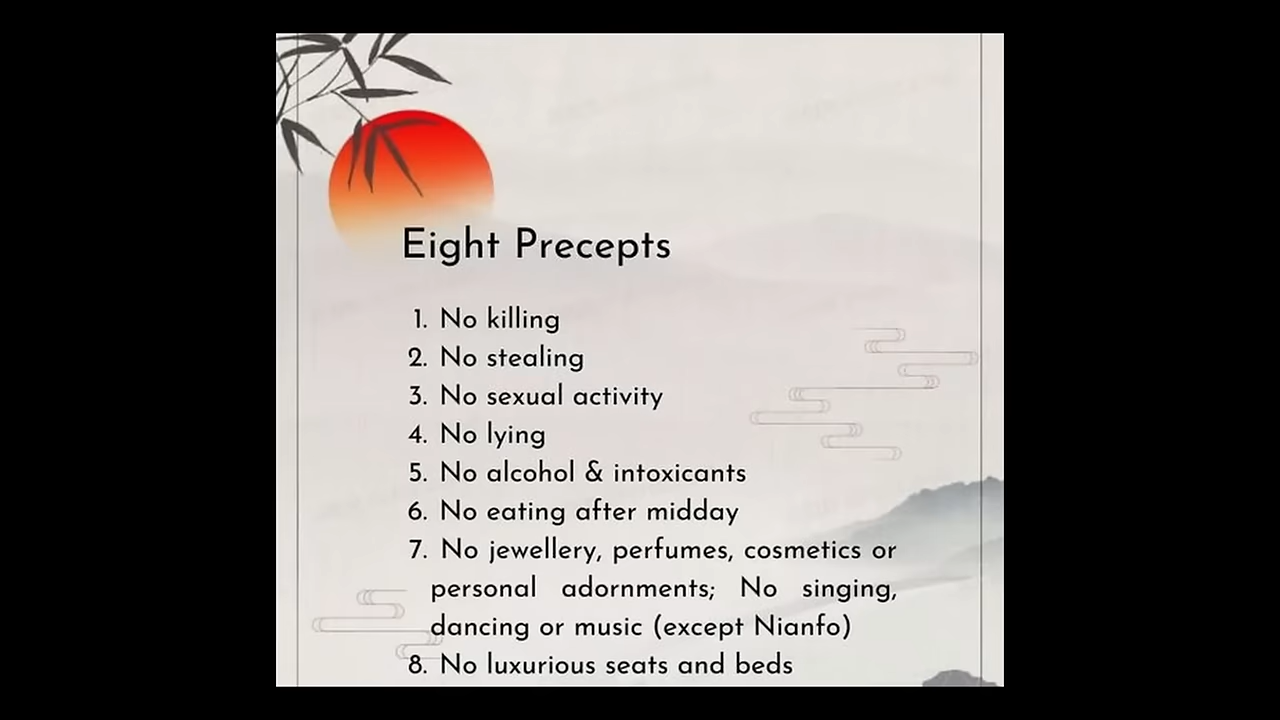 Eight Precepts
1. No killing
2. No stealing
3. No sexual activity
4. No lying
5. No alcohol & intoxicants
6. No eating after midday
7. No jewellery, perfumes, cosmetics or
personal adornments; No singing,
dancing or music (except Nianfo)
8. No luxurious seats and beds